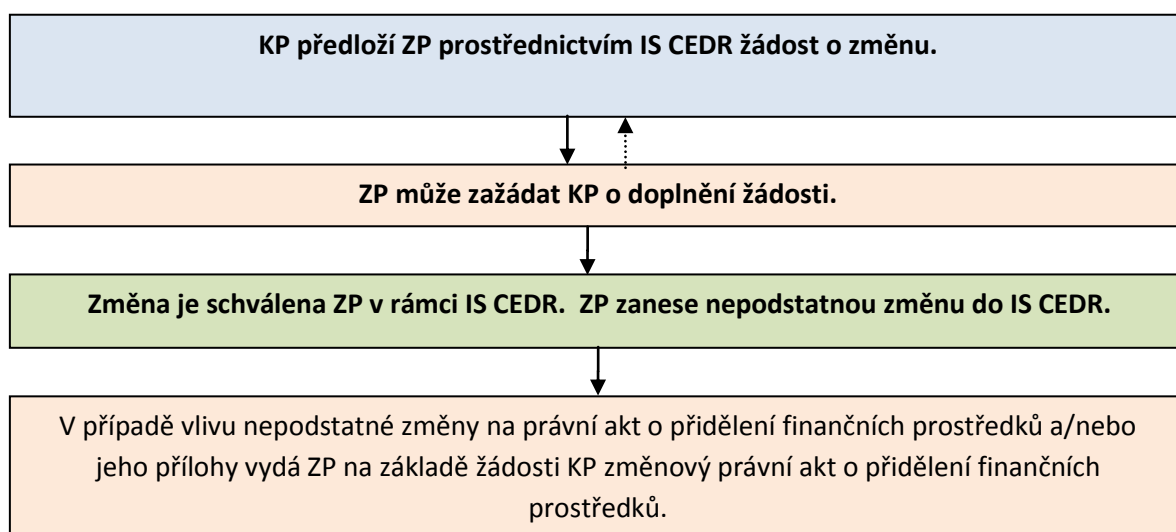 KP předloží ZP prostřednictvím IS CEDR žádost o změnu.
ZP může zažádat KP o doplnění žádosti.
Změna je schválena ZP v rámci IS CEDR.  ZP zanese nepodstatnou změnu do IS CEDR.
V případě vlivu nepodstatné změny na právní akt o přidělení finančních prostředků a/nebo
jeho přílohy vydá ZP na základě žádosti KP změnový právní akt o přidělení finančních
prostředků.